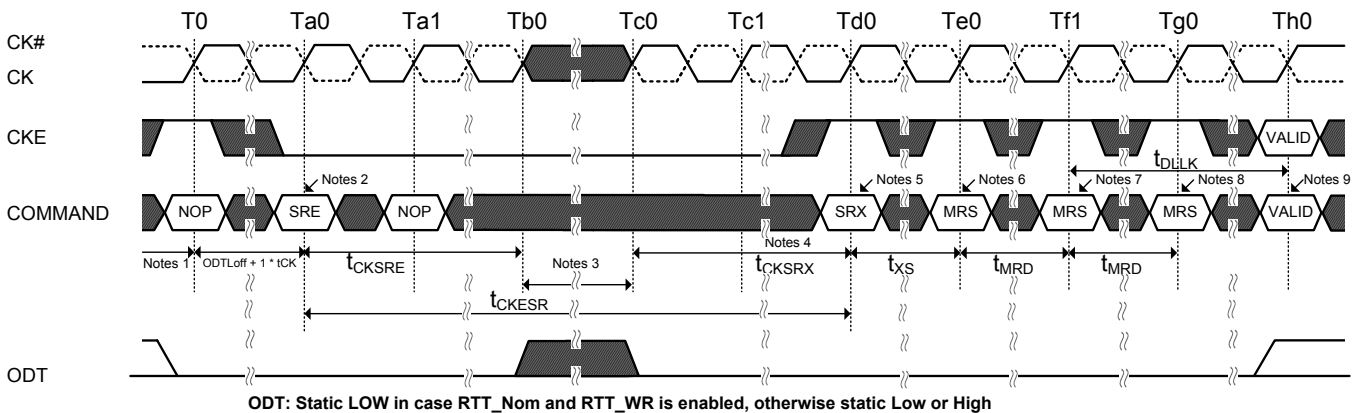 T0 Ta0 Ta1 Tb0 Tc0 Tc1 Td0 Te0 Tf1 Tg0 Th0
CK#
CK
CKE
VALID
tDLLK
Notes 2 Notes 5 Notes 6 Notes 7 Notes 8 Notes 9
COMMAND
NOP SRE NOP SRX MRS MRS MRS VALID
Notes 1 ODTLoff + 1 * tCK tCKSRE Notes 3 Notes 4 tCKSRX tXS tMRD tMRD
tCKESR
ODT
ODT: Static LOW in case RTT_Nom and RTT_WR is enabled, otherwise static Low or High